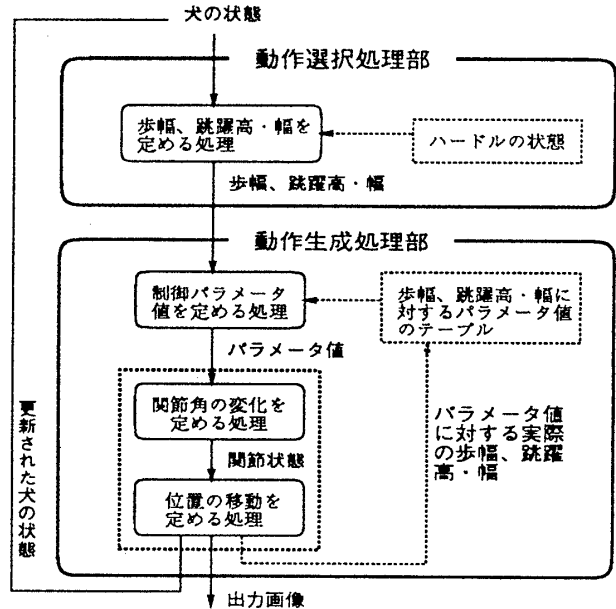 犬の状態
動作選択処理部
歩幅、跳躍高・幅を
定める処理
ハードルの状態
歩幅、跳躍高・幅
動作生成処理部
制御パラメータ
値を定める処理
歩幅、跳躍高・幅に
対するパラメータ値
のテーブル
パラメータ値
関節角の変化を
定める処理
関節状態
位置の移動を
定める処理
パラメータ値
に対する実際
の歩幅、跳躍
高・幅
更新された犬の状態
出力画像